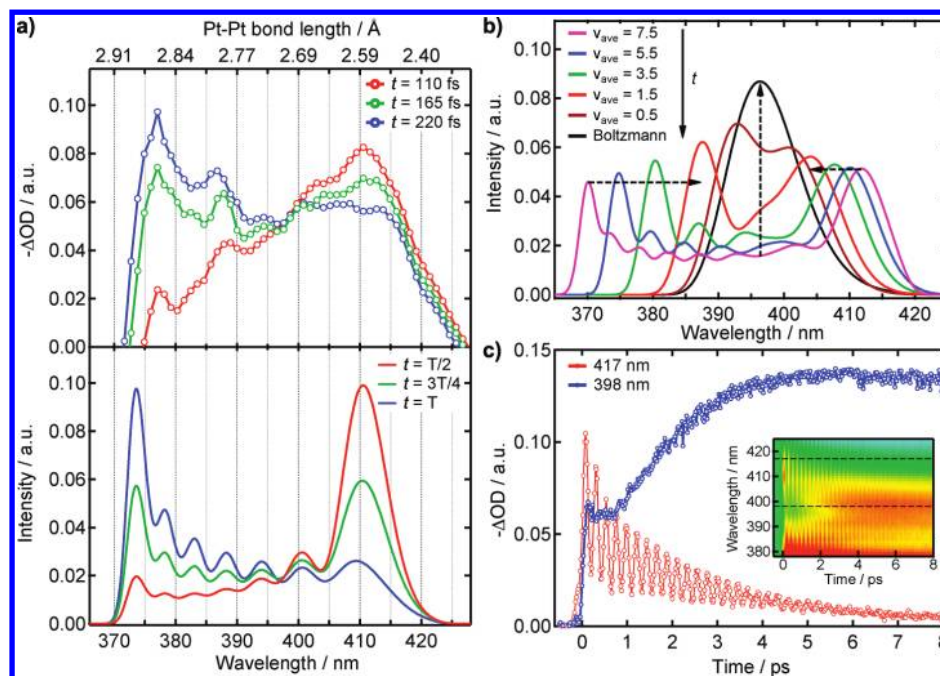 a)
Pt-Pt bond length / Å
2.91 2.84 2.77 2.69 2.59 2.40
t = 110 fs
t = 165 fs
t = 220 fs
0.10
0.08
0.06
0.04
0.02
0.00
-ΔOD / a.u.
t = T/2
t = 3T/4
t = T
0.10
0.08
0.06
0.04
0.02
0.00
Intensity / a.u.
370 380 390 400 410 420
Wavelength / nm
b)
v_ave = 7.5
v_ave = 5.5
v_ave = 3.5
v_ave = 1.5
v_ave = 0.5
Boltzmann
t
0.10
0.08
0.06
0.04
0.02
0.00
Intensity / a.u.
370 380 390 400 410 420
Wavelength / nm
c)
417 nm
398 nm
0.15
0.10
0.05
0.00
-ΔOD / a.u.
Wavelength / nm
420
410
400
390
380
0 2 4 6 8
Time / ps
0 1 2 3 4 5 6 7 8
Time / ps